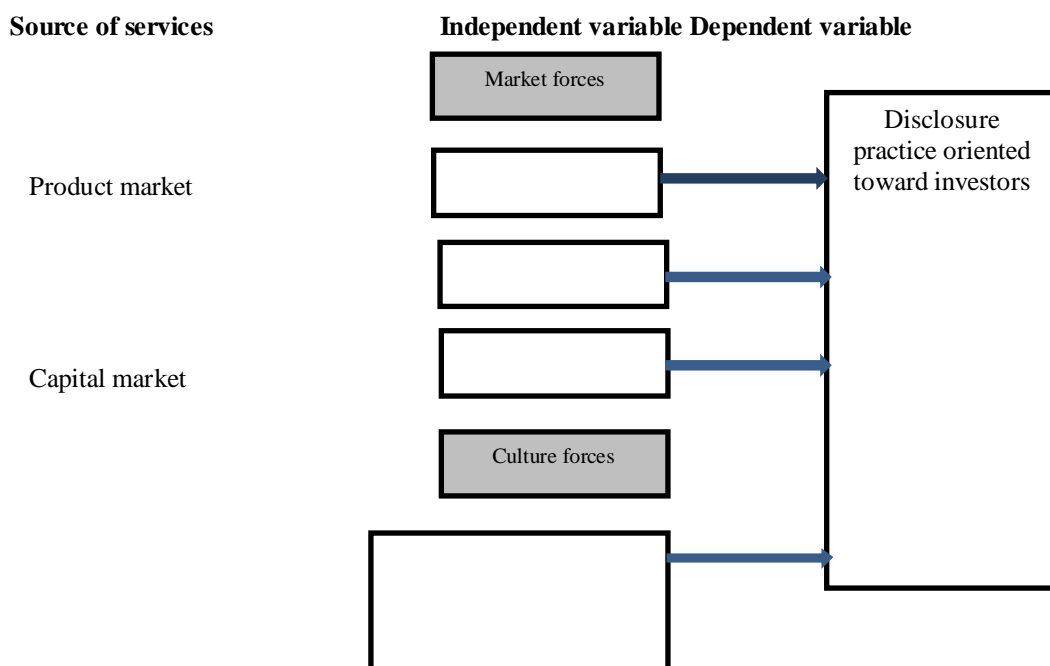 Source of services
Independent variable Dependent variable
Market forces
Disclosure
practice oriented
toward investors
Product market
Capital market
Culture forces